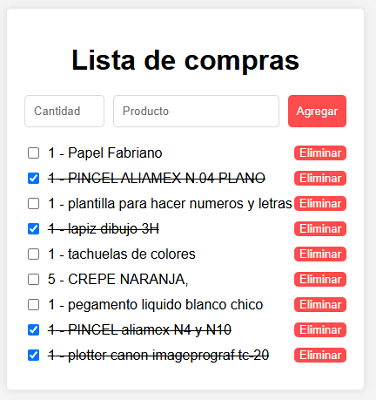 Lista de compras
Cantidad Producto Agregar
1 - Papel Fabriano Eliminar
1 - PINCEL ALIAMEX N.04 PLANO Eliminar
1 - plantilla para hacer numeros y letras Eliminar
1 - lapiz dibujo 3H Eliminar
1 - tachuelas de colores Eliminar
5 - CREPE NARANJA, Eliminar
1 - pegamento liquido blanco chico Eliminar
1 - PINCEL aliamex N4 y N10 Eliminar
1 - plotter canon imageprograf tc-20 Eliminar